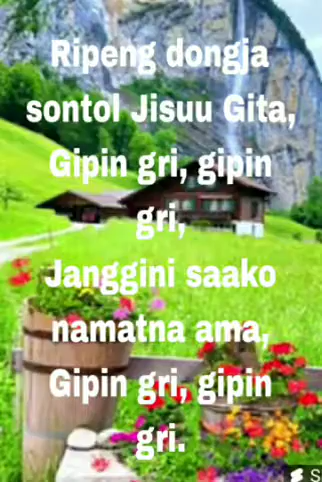 Ripeng dongja
sontol Jisuu Gita,
Gipin gri, gipin
gri,
Janggini saako
namatna ama,
Gipin gri, gipin
gri.
S